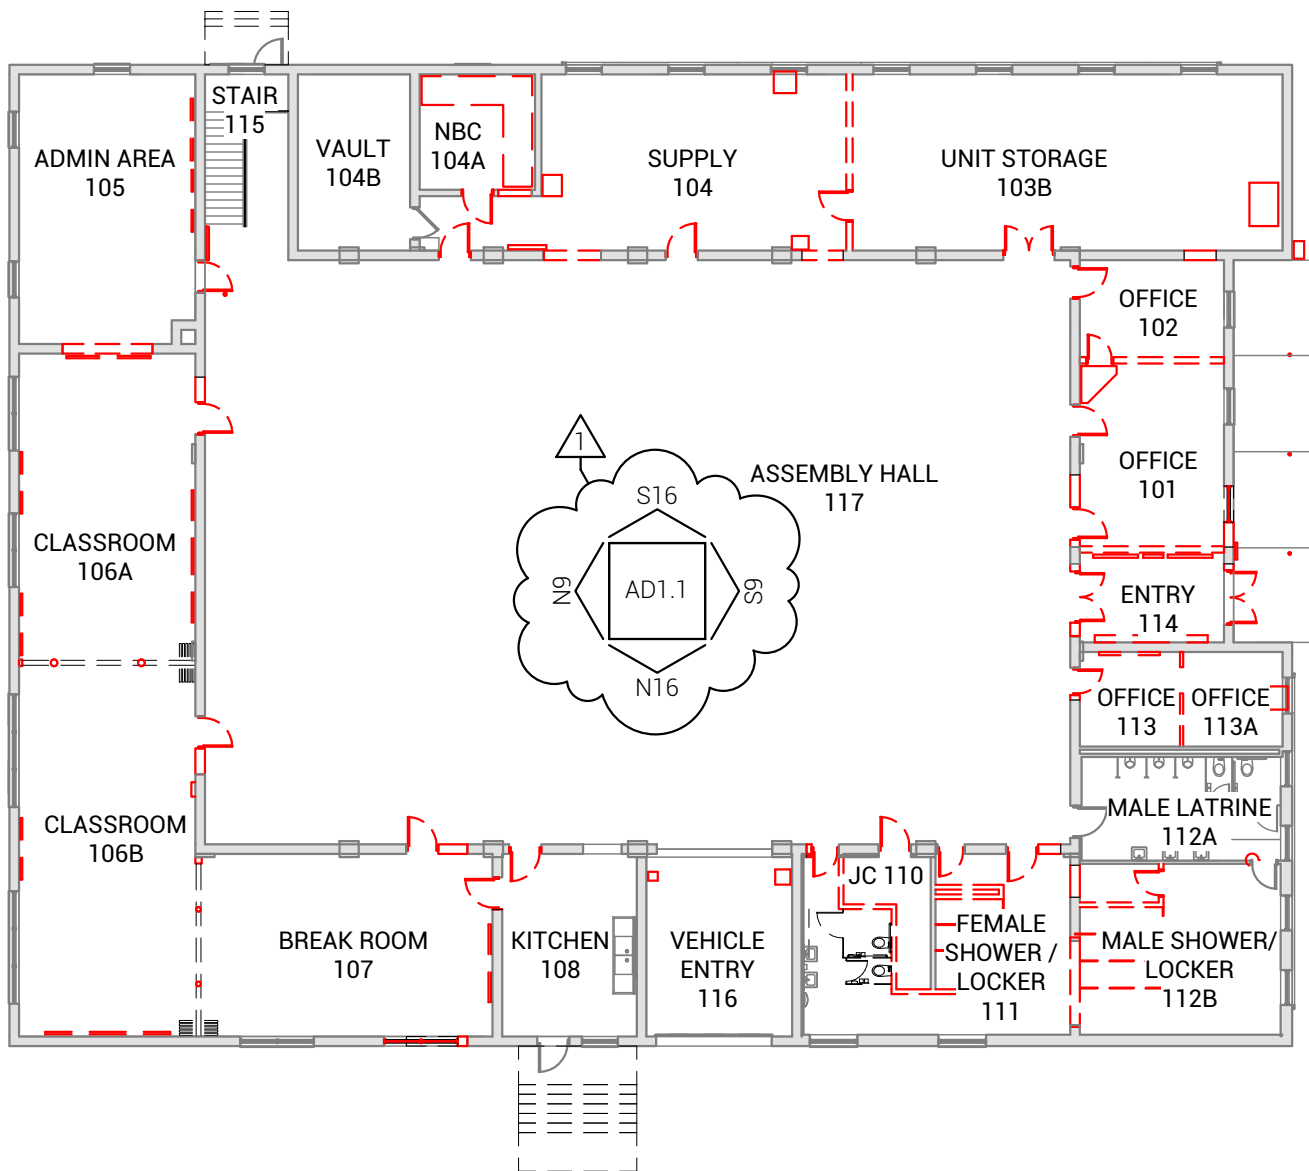 STAIR
115
ADMIN AREA
105
VAULT
104B
NBC
104A
SUPPLY
104
UNIT STORAGE
103B
OFFICE
102
1
ASSEMBLY HALL
117
S16
N9
AD1.1
S9
N16
OFFICE
101
CLASSROOM
106A
ENTRY
114
OFFICE
113
OFFICE
113A
CLASSROOM
106B
MALE LATRINE
112A
JC 110
BREAK ROOM
107
KITCHEN
108
VEHICLE
ENTRY
116
FEMALE
SHOWER /
LOCKER
111
MALE SHOWER/
LOCKER
112B